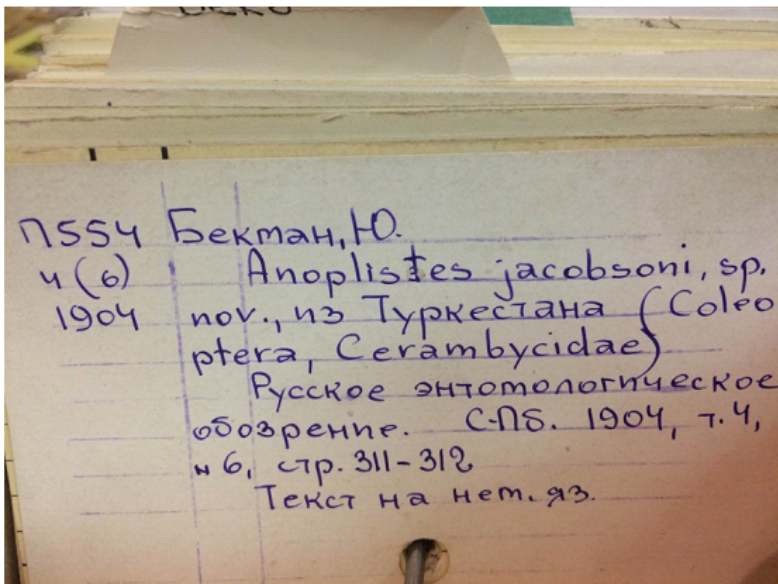 П554 Бекман, Ю.
4(6) Anoplistes jacobsoni, sp.
1904 nov., из Туркестана (Coleo
ptera, Cerambycidae)
Русское энтомологическое
обозрение. С-Пб. 1904, т. 4,
н 6, стр. 311-312
Текст на нем. яз.